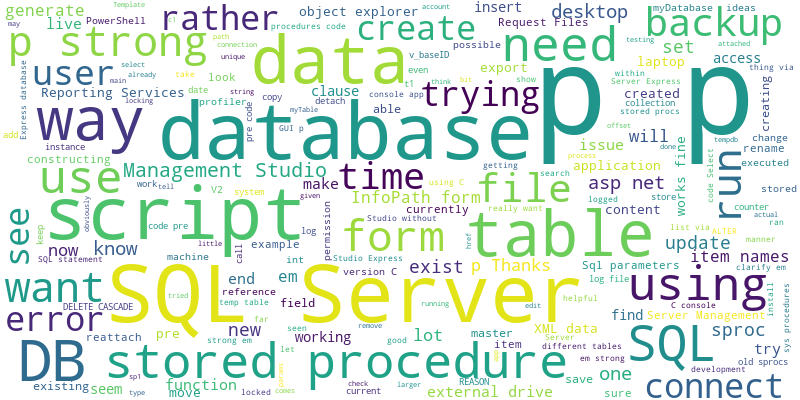 generate
PowerShell
Template
rather
object explorer
insert
desktop
myDatabase
ideas
backup
may
live
procedures code
c1
account
create
Request Files
p strong
path
connection
v_baseID
possible
need
set
testing
select
unique
data
even
laptop
attached
user
already
main
take
look
profiler
clause
export
t1
show
access
thing via
within
Reporting Services
string
date
copy
console app
trying
think
bit
created
Server Express
creating
Express database
way
locking
pre code
detach
myTable
able
collection
tempdb
stored procs
database
p p
offset
change
rename
add
instance
GUI p
issue
will
done
executed
constructing
Management Studio
getting
search
application
works fine
code Select
run
use
work
tell
system
make
time
using C
process
file
asp net
stored
V2
given
InfoPath form
logged
store
counter
see
keep
script
obviously
code pre
log
permission
currently
Studio without
really want
form
href
table
content
list via
actual
ran
ALTER
update
manner
now
know
call
example
int
Studio Express
exist
p Thanks
Sql parameters
item names
SQL statement
machine
little
version C
log file
clarify em
C console
install
sys procedures
want
tried
SQL Server
end
em
reference
running
edit
helpful
find
using
Server Management
DELETE CASCADE
temp table
field
XML data
error
far
new
remove
sproc
reattach
pre
seen
working
good
lot
master
Server
different tables
SQL
try
old sprocs
DB
strong em
let
item
em strong
one
development
stored procedure
existing
seem
sp1
function
locked
check
REASON
save
connect
type
move
comes
current
larger
external drive
sure